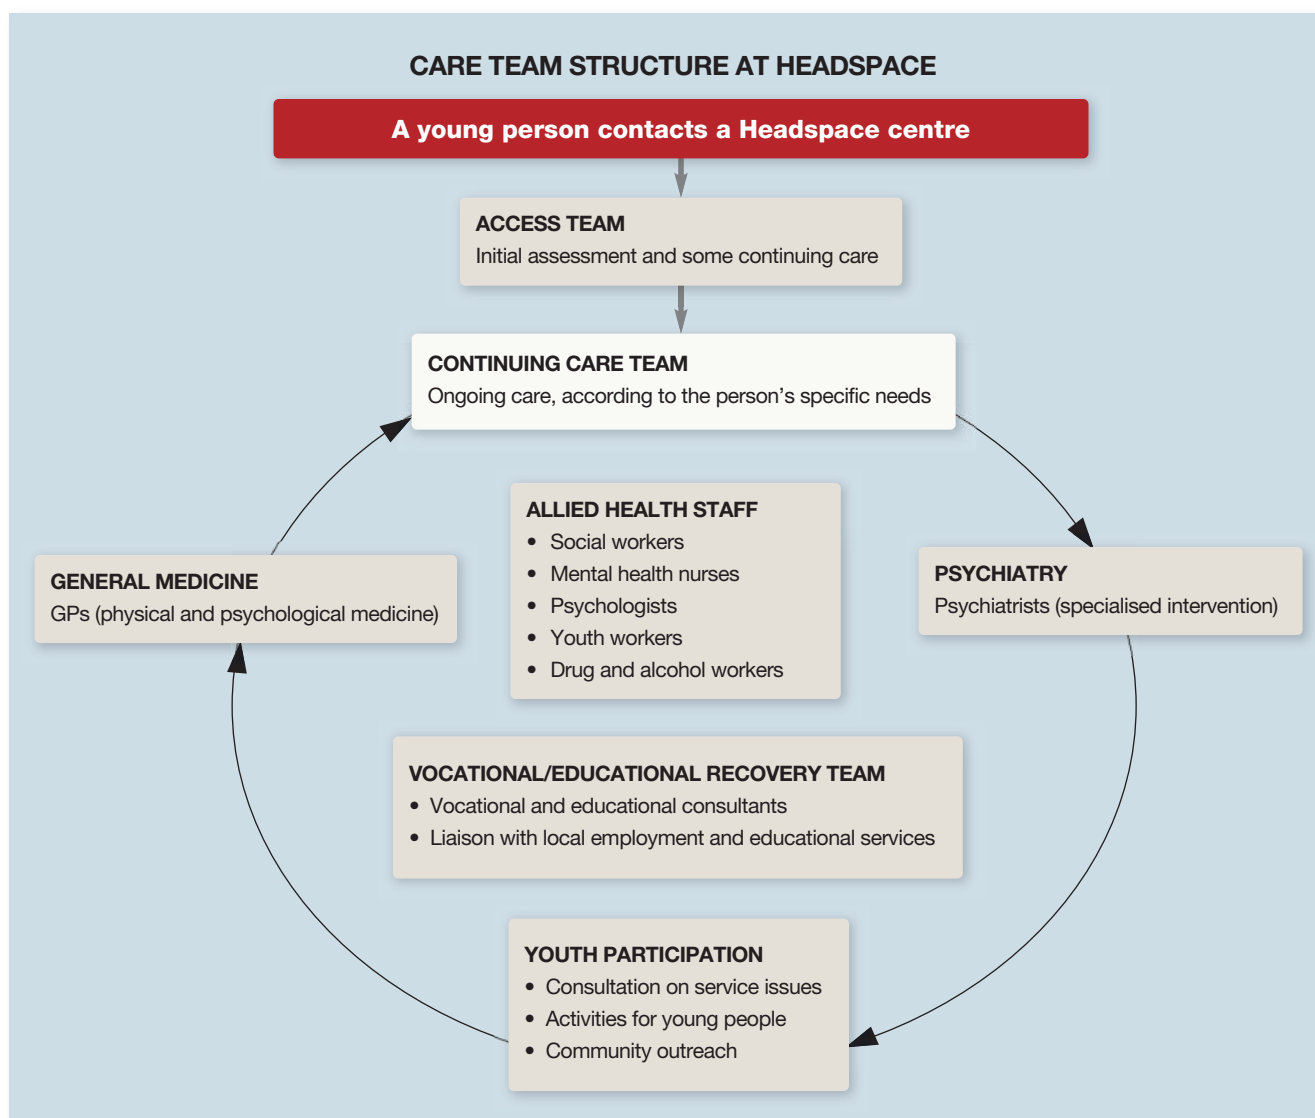 CARE TEAM STRUCTURE AT HEADSPACE
A young person contacts a Headspace centre
ACCESS TEAM
Initial assessment and some continuing care
CONTINUING CARE TEAM
Ongoing care, according to the person’s specific needs
ALLIED HEALTH STAFF
• Social workers
• Mental health nurses
• Psychologists
• Youth workers
• Drug and alcohol workers
GENERAL MEDICINE
GPs (physical and psychological medicine)
PSYCHIATRY
Psychiatrists (specialised intervention)
VOCATIONAL/EDUCATIONAL RECOVERY TEAM
• Vocational and educational consultants
• Liaison with local employment and educational services
YOUTH PARTICIPATION
• Consultation on service issues
• Activities for young people
• Community outreach